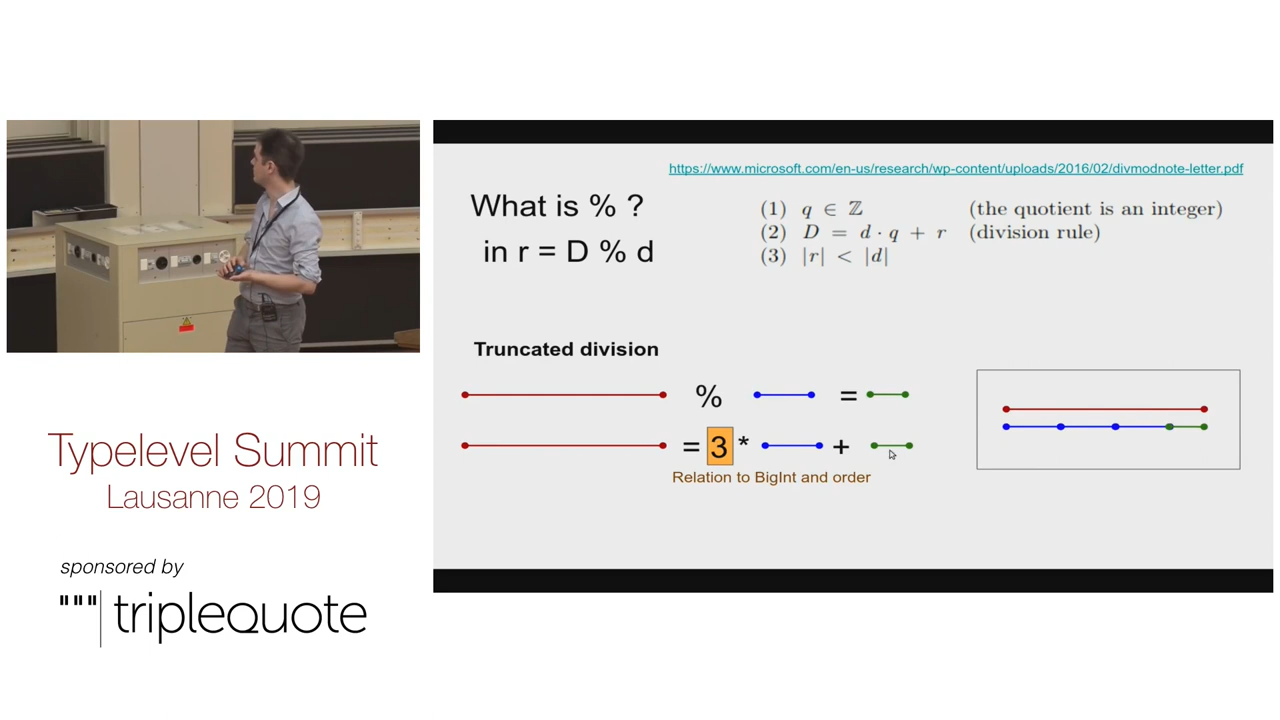 https://www.microsoft.com/en-us/research/wp-content/uploads/2016/02/divmodnote-letter.pdf
What is % ?
in r = D % d
(1) q ∈ ℤ (the quotient is an integer)
(2) D = d · q + r (division rule)
(3) |r| < |d|
Truncated division
% =
= 3 * +
Relation to BigInt and order
Typelevel Summit
Lausanne 2019
sponsored by
"""|triplequote